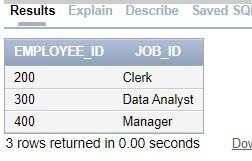 Results Explain Describe Saved SQ
EMPLOYEE_ID JOB_ID
200 Clerk
300 Data Analyst
400 Manager
3 rows returned in 0.00 seconds Dow